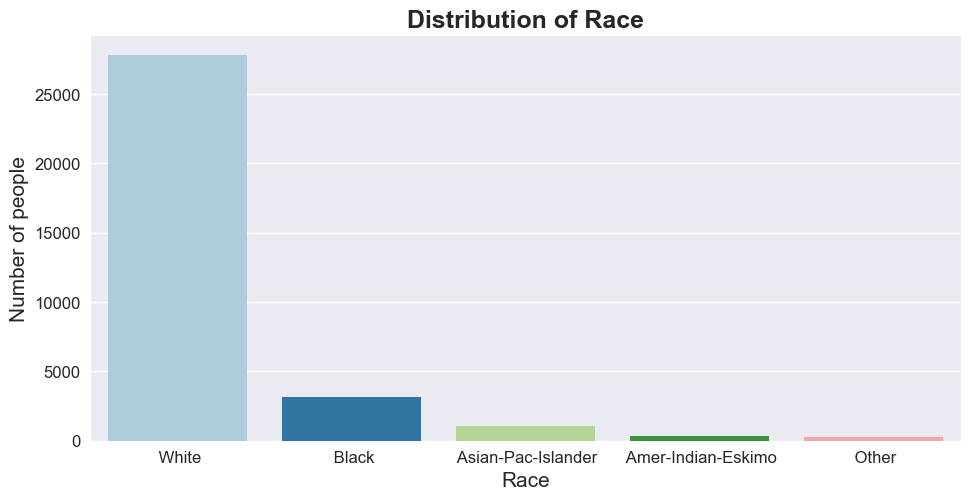 Distribution of Race
Number of people
25000
20000
15000
10000
5000
0
White Black Asian-Pac-Islander Amer-Indian-Eskimo Other
Race